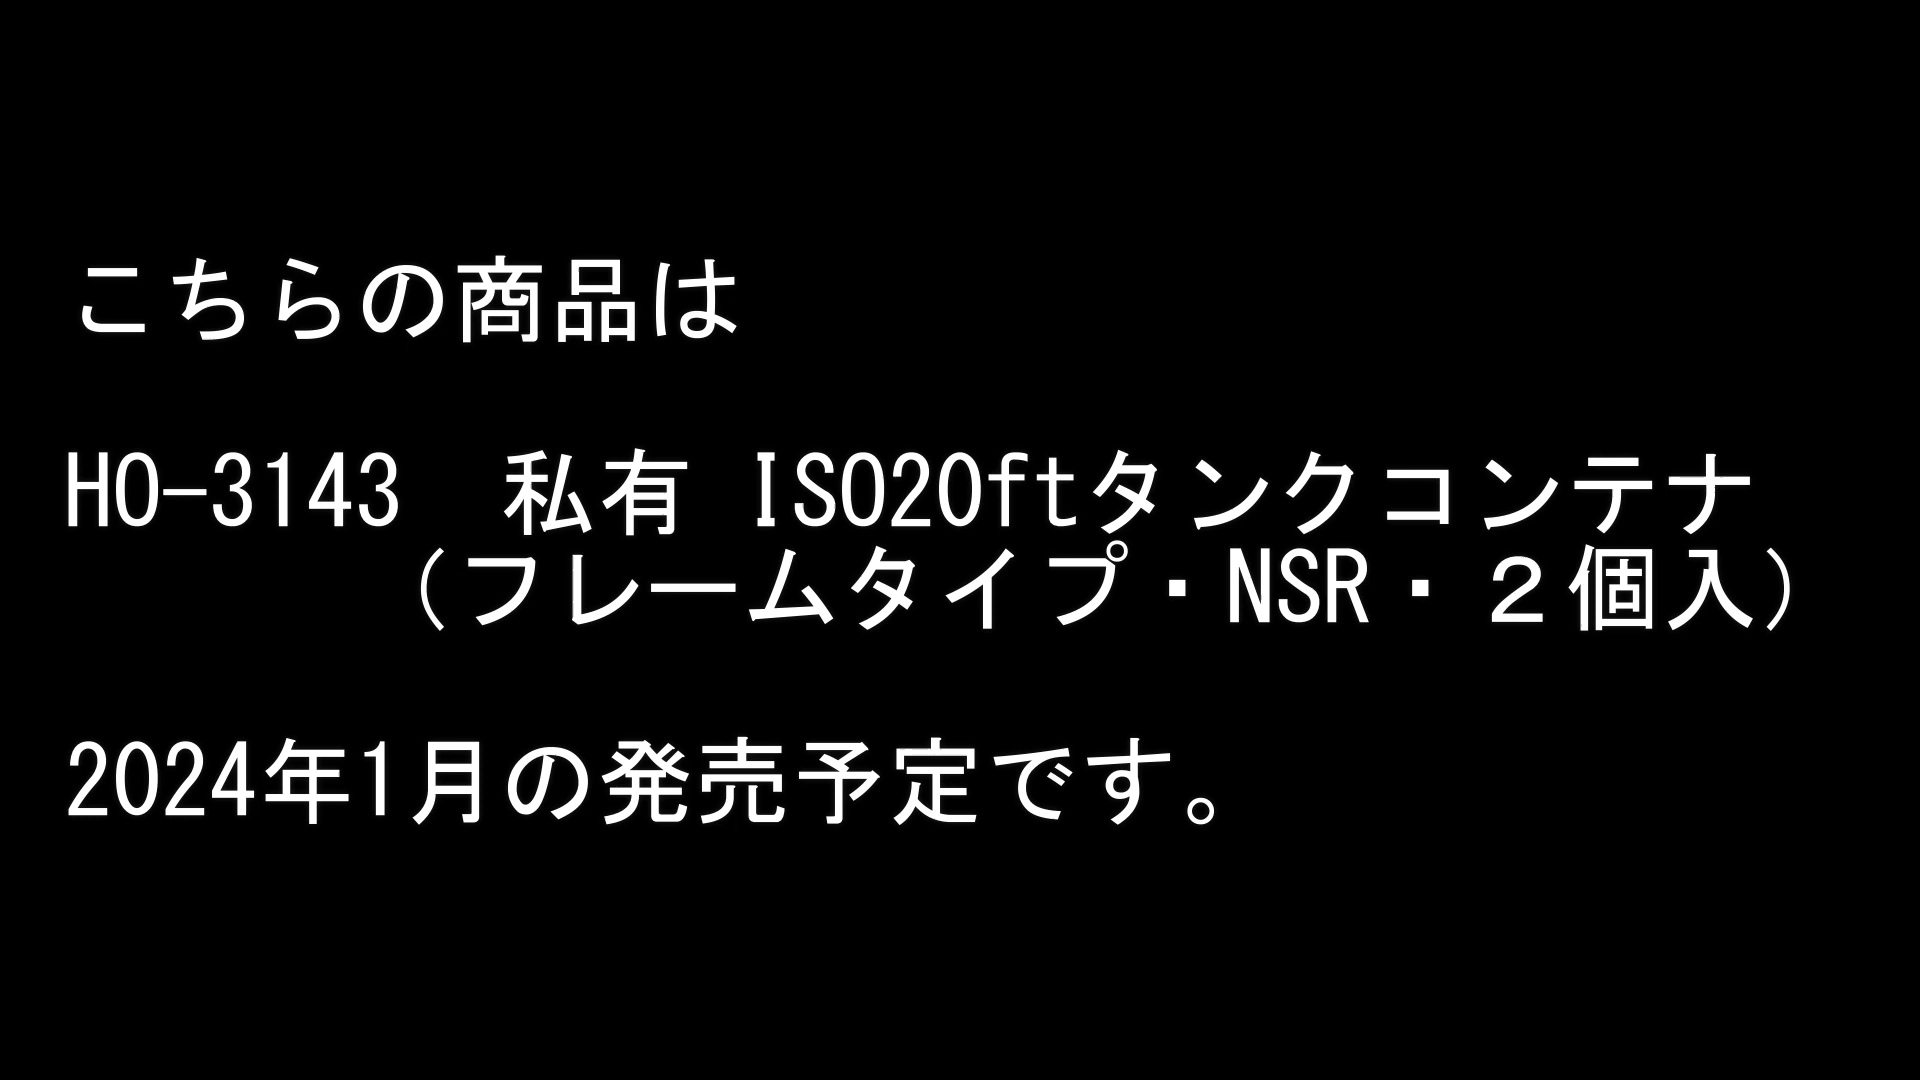 こちらの商品は
HO-3143　私有 ISO20ftタンクコンテナ
（フレームタイプ・NSR・２個入）
2024年1月の発売予定です。